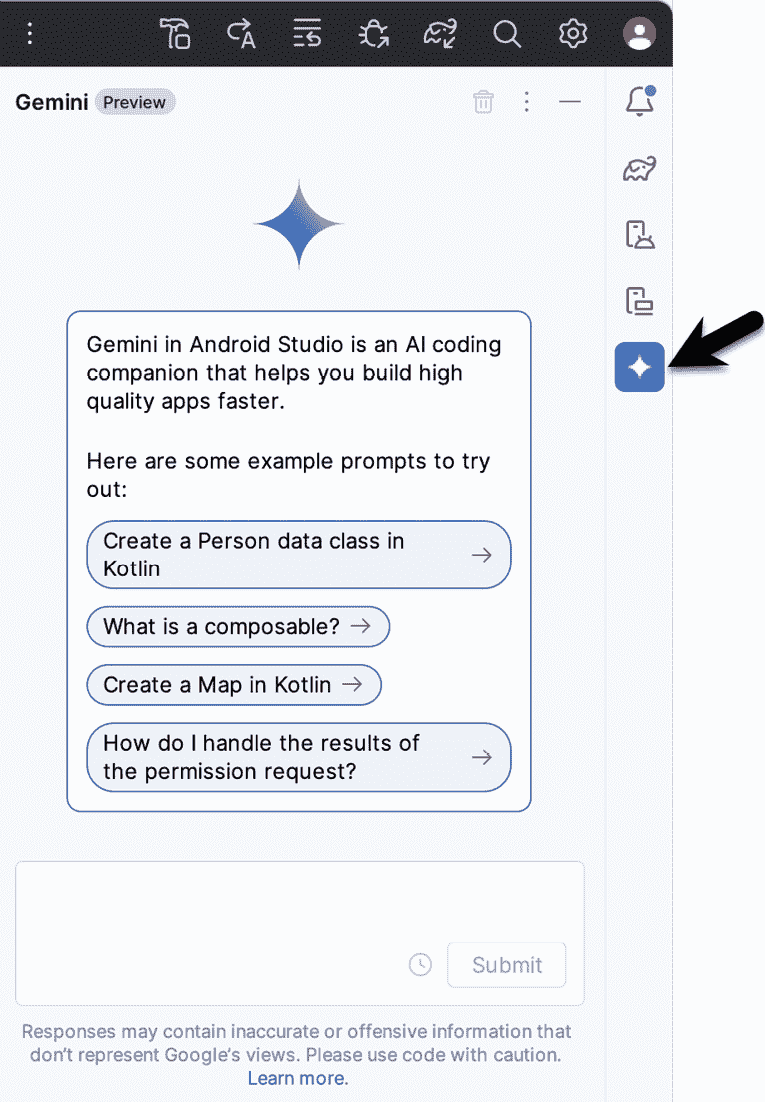 Gemini Preview
Gemini in Android Studio is an AI coding
companion that helps you build high
quality apps faster.
Here are some example prompts to try
out:
Create a Person data class in
Kotlin
What is a composable?
Create a Map in Kotlin
How do I handle the results of
the permission request?
Submit
Responses may contain inaccurate or offensive information that
don’t represent Google’s views. Please use code with caution.
Learn more.